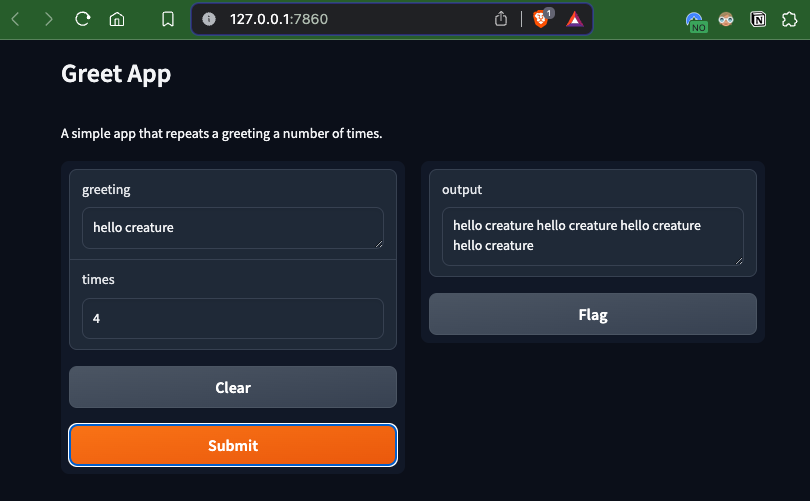 127.0.0.1:7860
1
NO
N
Greet App
A simple app that repeats a greeting a number of times.
greeting
hello creature
times
4
Clear
Submit
output
hello creature hello creature hello creature
hello creature
Flag